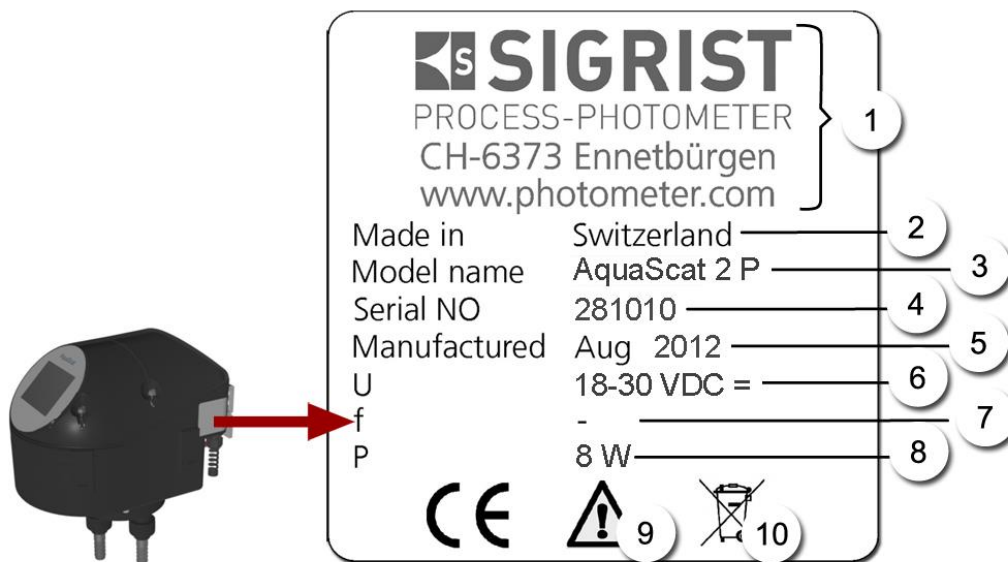 SIGRIST
PROCESS-PHOTOMETER
CH-6373 Ennetbürgen
www.photometer.com
1
Made in Switzerland 2
Model name AquaScat 2 P 3
Serial NO 281010 4
Manufactured Aug 2012 5
U 18-30 VDC = 6
f - 7
P 8 W 8
CE 9 10